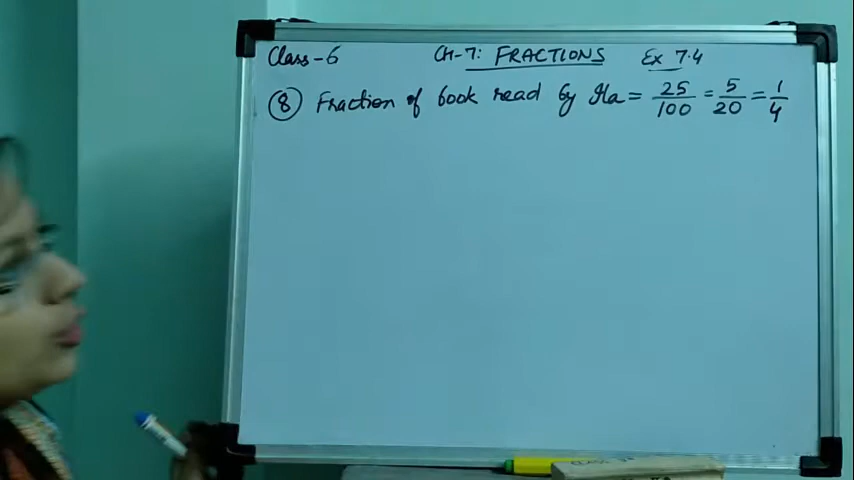 Class-6 CH-7: FRACTIONS Ex 7.4
8 Fraction of book read by Ila = 25/100 = 5/20 = 1/4